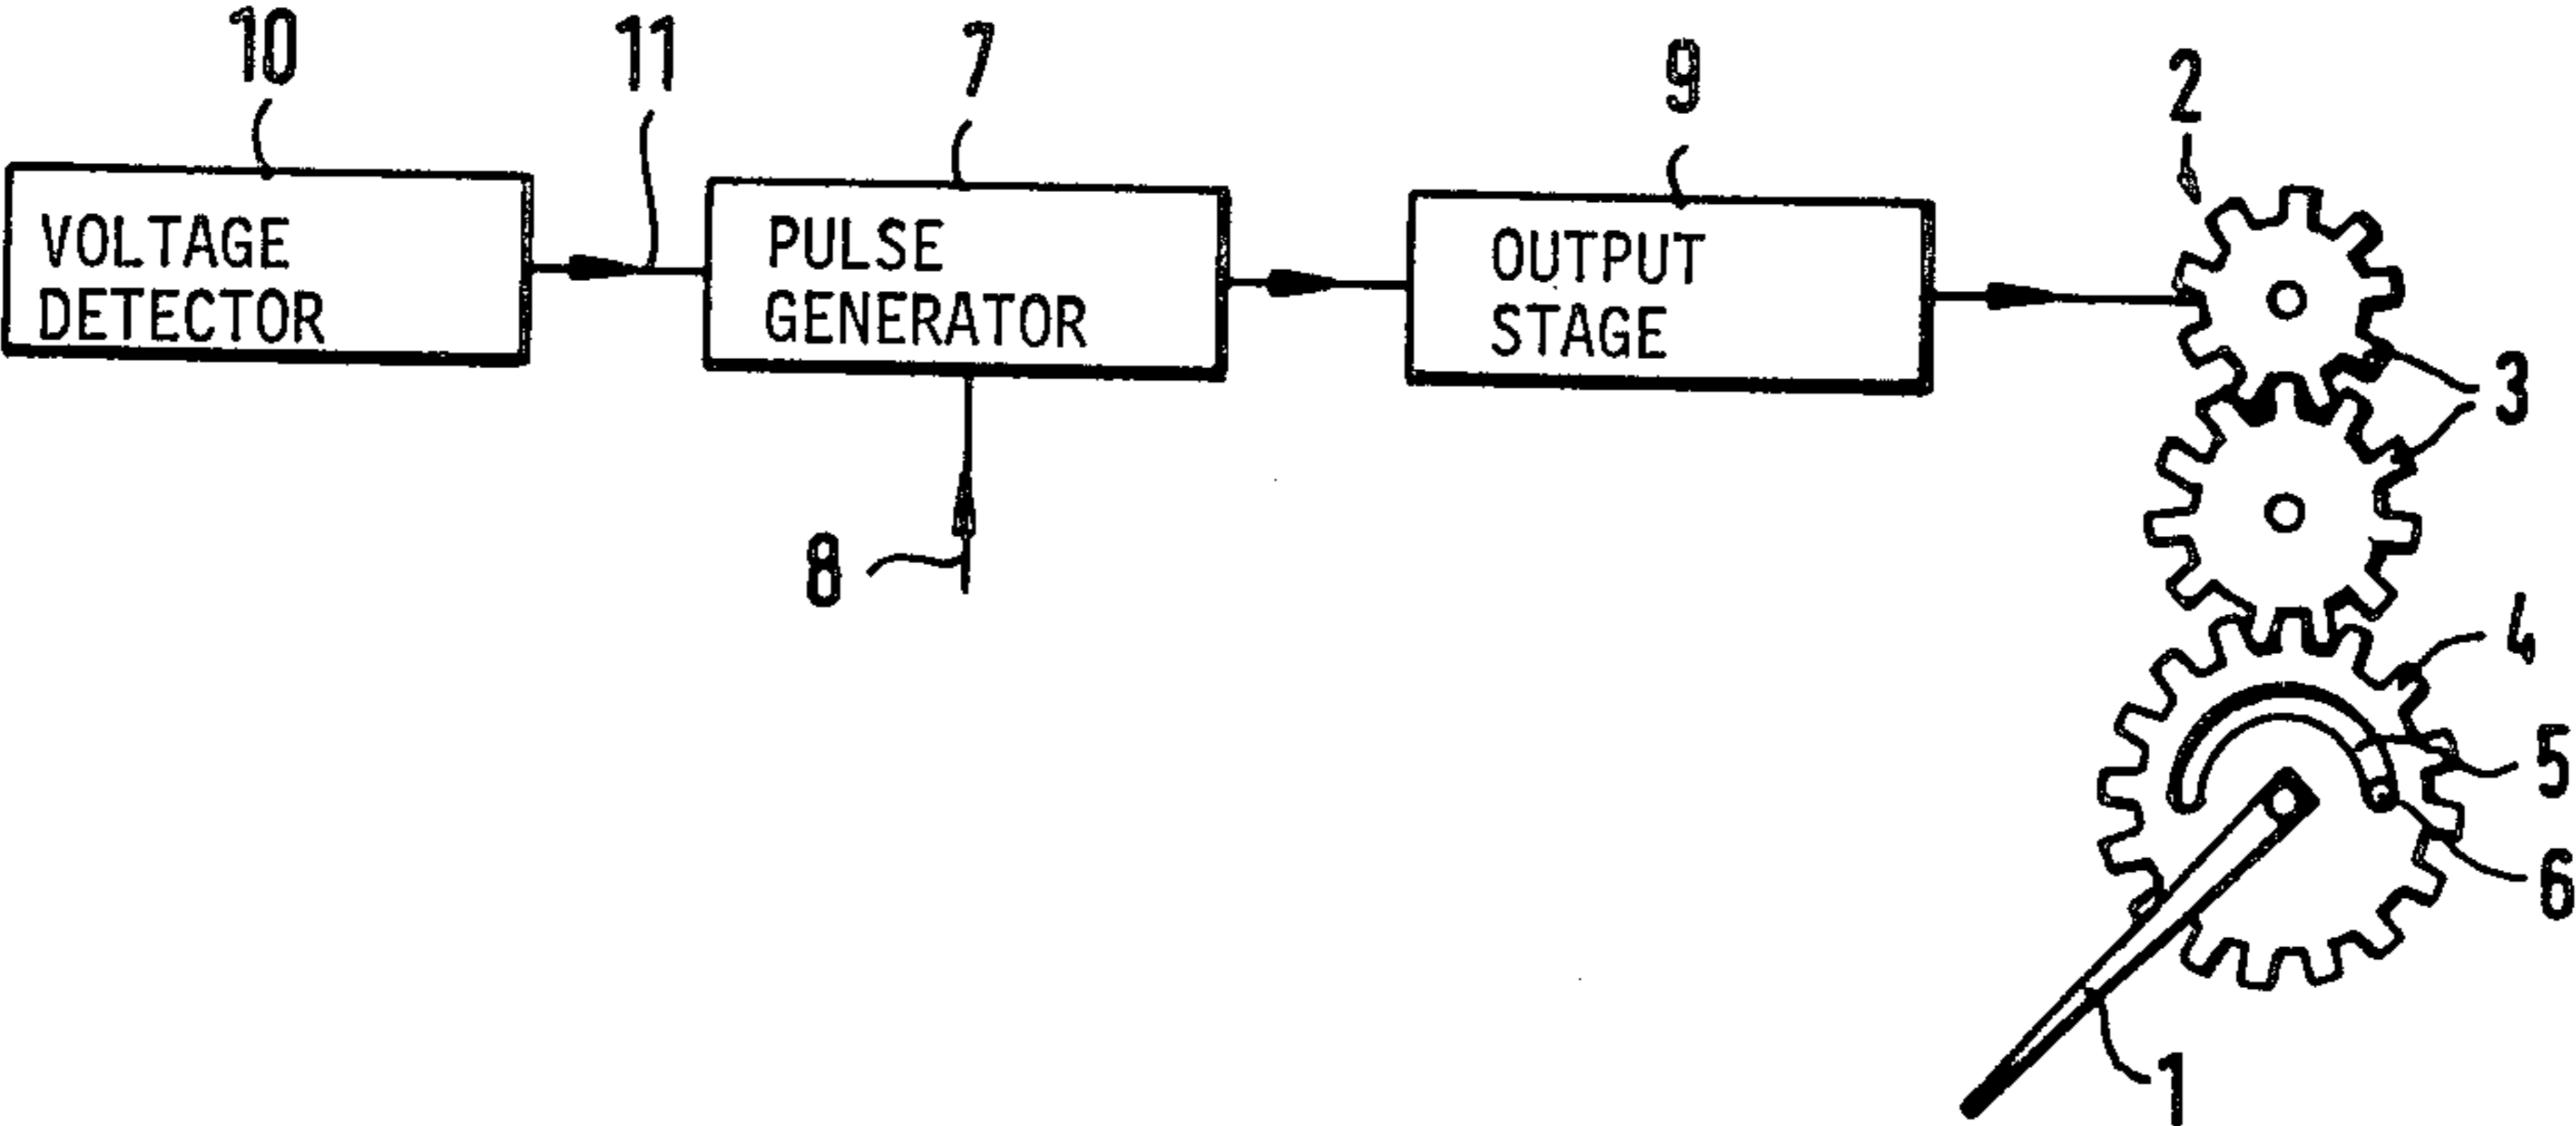 10
11
7
9
2
VOLTAGE
DETECTOR
PULSE
GENERATOR
OUTPUT
STAGE
3
8
4
5
6
1